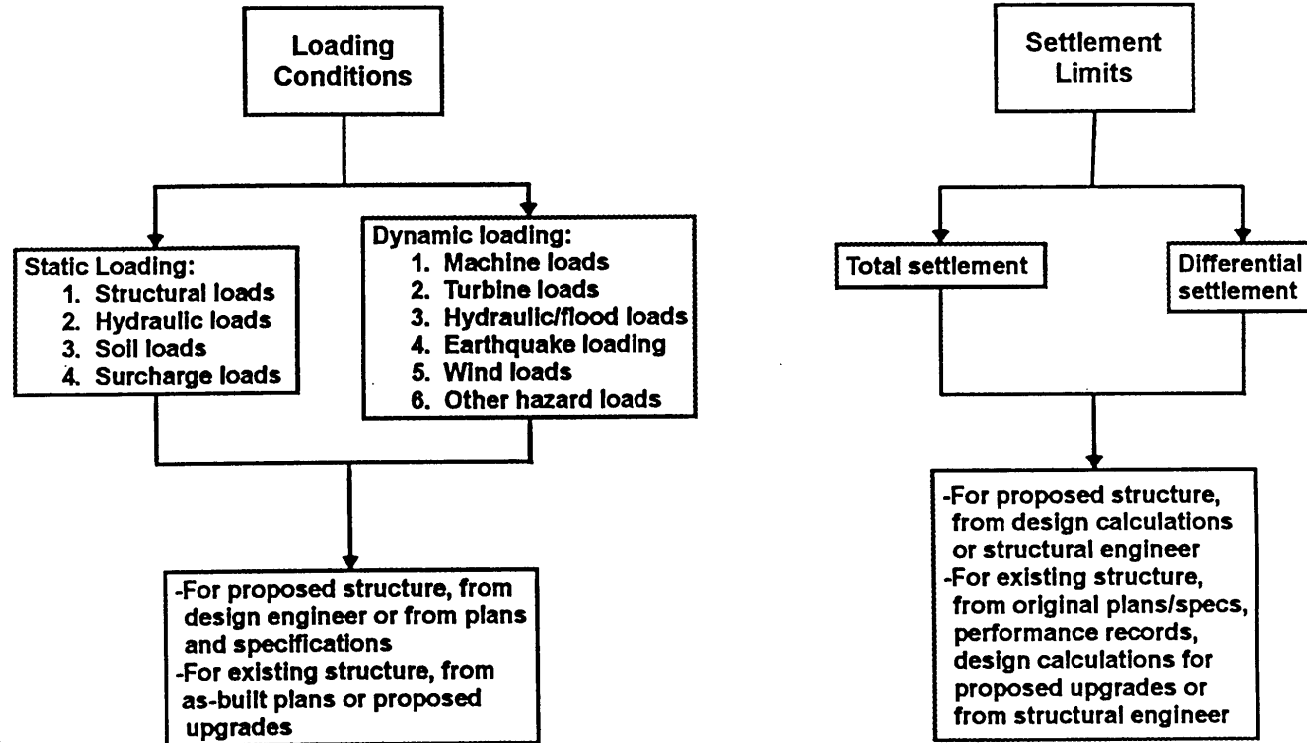 Loading
Conditions
Static Loading:
1. Structural loads
2. Hydraulic loads
3. Soil loads
4. Surcharge loads
Dynamic loading:
1. Machine loads
2. Turbine loads
3. Hydraulic/flood loads
4. Earthquake loading
5. Wind loads
6. Other hazard loads
-For proposed structure, from
design engineer or from plans
and specifications
-For existing structure, from
as-built plans or proposed
upgrades
Settlement
Limits
Total settlement
Differential
settlement
-For proposed structure,
from design calculations
or structural engineer
-For existing structure,
from original plans/specs,
performance records,
design calculations for
proposed upgrades or
from structural engineer